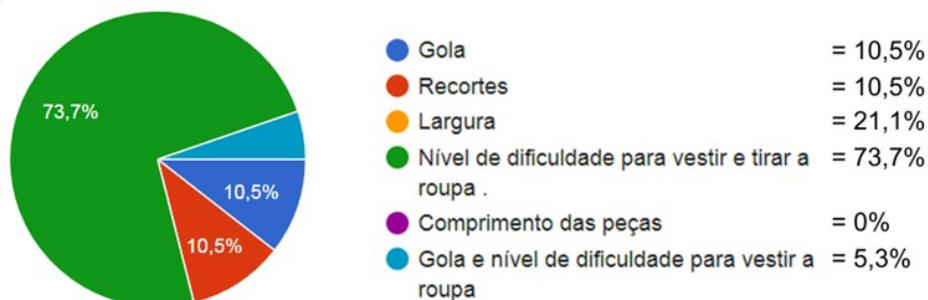 73,7%
10,5%
10,5%
Gola = 10,5%
Recortes = 10,5%
Largura = 21,1%
Nível de dificuldade para vestir e tirar a = 73,7%
roupa .
Comprimento das peças = 0%
Gola e nível de dificuldade para vestir a = 5,3%
roupa